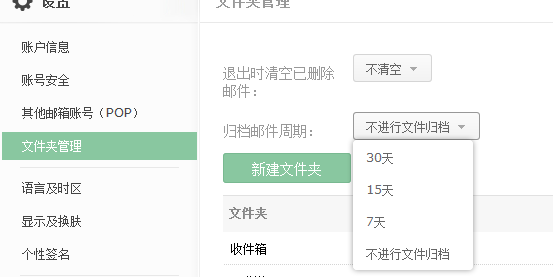 设置
文件夹管理
账户信息
账号安全
其他邮箱账号（POP）
文件夹管理
语言及时区
显示及换肤
个性签名
退出时清空已删除
邮件：
不清空
归档邮件周期：
不进行文件归档
30天
15天
7天
不进行文件归档
新建文件夹
文件夹
收件箱